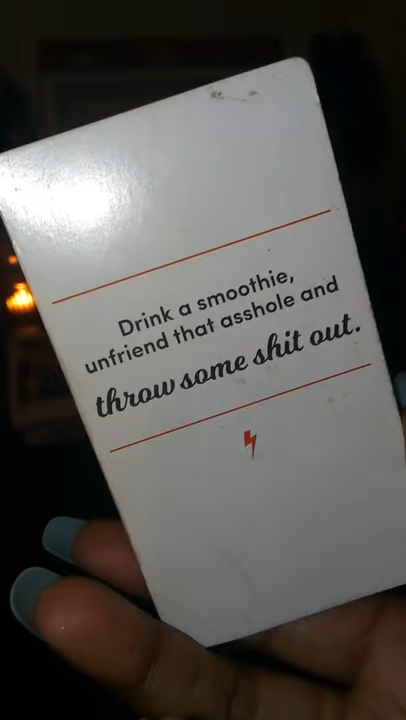 Drink a smoothie,
unfriend that asshole and
throw some shit out.